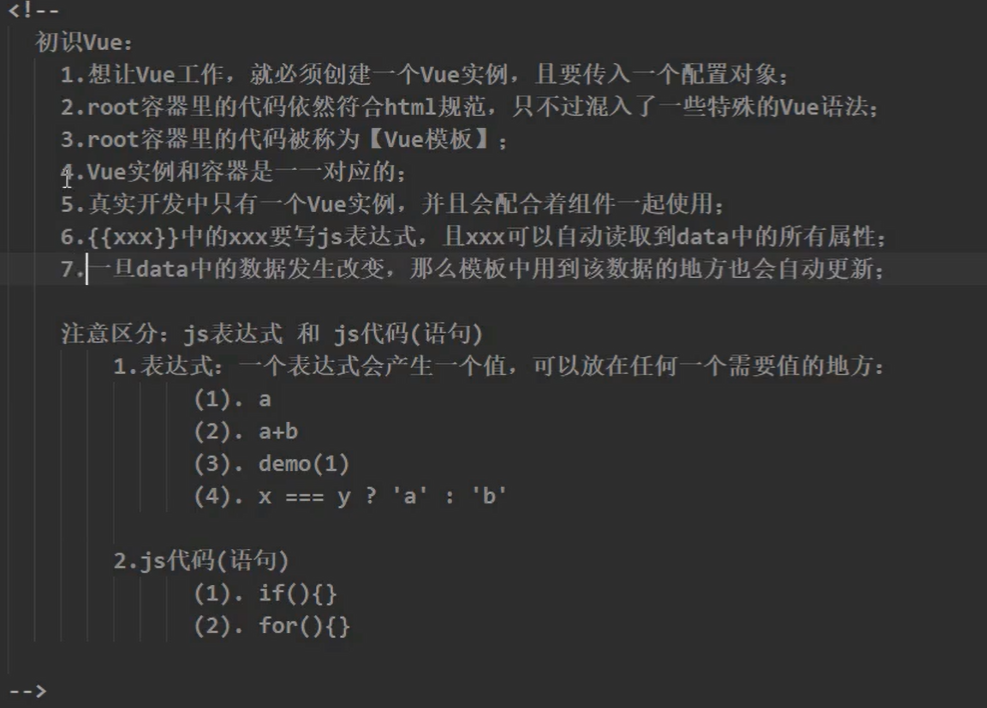 <!--
初识Vue：
1.想让Vue工作，就必须创建一个Vue实例，且要传入一个配置对象；
2.root容器里的代码依然符合html规范，只不过混入了一些特殊的Vue语法；
3.root容器里的代码被称为【Vue模板】；
4.Vue实例和容器是一一对应的；
5.真实开发中只有一个Vue实例，并且会配合着组件一起使用；
6.{{xxx}}中的xxx要写js表达式，且xxx可以自动读取到data中的所有属性；
7.一旦data中的数据发生改变，那么模板中用到该数据的地方也会自动更新；
注意区分：js表达式 和 js代码(语句)
1.表达式：一个表达式会产生一个值，可以放在任何一个需要值的地方：
(1). a
(2). a+b
(3). demo(1)
(4). x === y ? 'a' : 'b'
2.js代码(语句)
(1). if(){}
(2). for(){}
-->